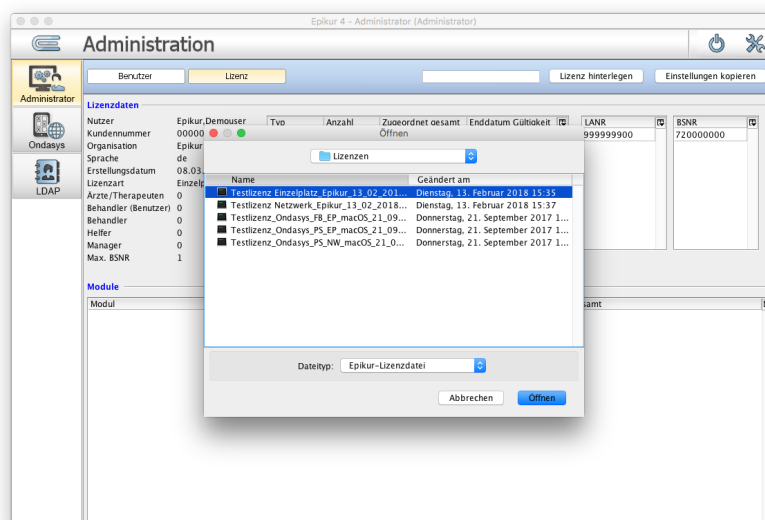 Epikur 4 - Administrator (Administrator)
Administration
Administrator
Ondasys
LDAP
Benutzer
Lizenz
Lizenz hinterlegen
Einstellungen kopieren
Lizenzdaten
Nutzer Epikur,Demouser
Kundennummer 00000
Organisation Epikur
Sprache de
Erstellungsdatum 08.03.
Lizenzart Einzelp
Ärzte/Therapeuten 0
Behandler (Benutzer) 0
Behandler 0
Helfer 0
Manager 0
Max. BSNR 1
Typ Anzahl Zugeordnet gesamt Enddatum Gültigkeit
LANR
999999900
BSNR
720000000
Module
Modul
samt
Öffnen
Lizenzen
Name Geändert am
Testlizenz Einzelplatz_Epikur_13_02_201... Dienstag, 13. Februar 2018 15:35
Testlizenz Netzwerk_Epikur_13_02_2018... Dienstag, 13. Februar 2018 15:37
Testlizenz_Ondasys_FB_EP_macOS_21_09... Donnerstag, 21. September 2017 1...
Testlizenz_Ondasys_PS_EP_macOS_21_09... Donnerstag, 21. September 2017 1...
Testlizenz_Ondasys_PS_NW_macOS_21_0... Donnerstag, 21. September 2017 1...
Dateityp: Epikur-Lizenzdatei
Abbrechen
Öffnen